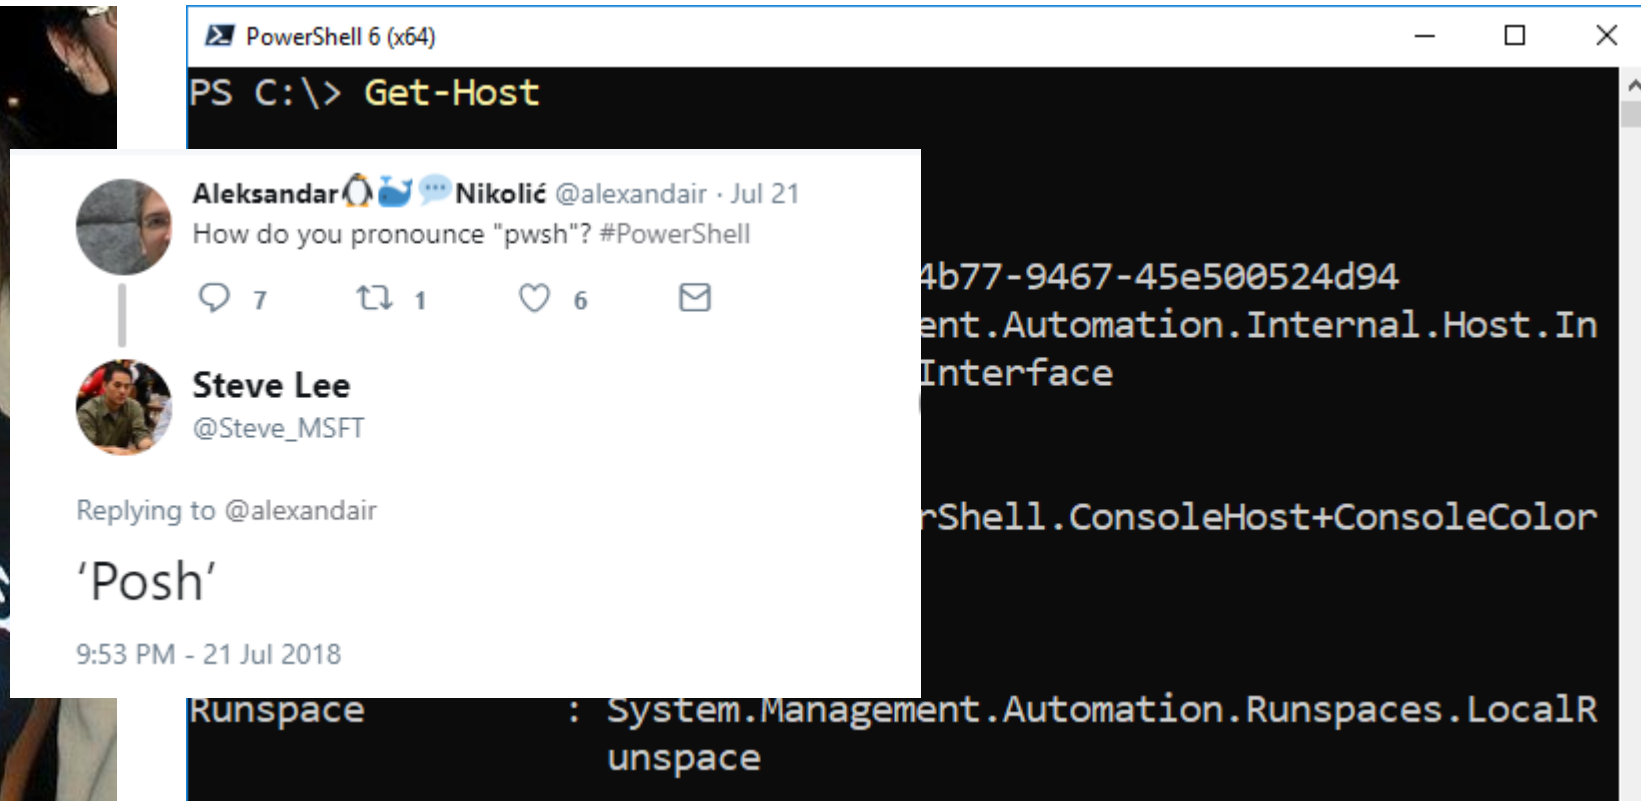 PowerShell 6 (x64)
PS C:\> Get-Host
Aleksandar🐧🐳💬Nikolić @alexandair · Jul 21
How do you pronounce "pwsh"? #PowerShell
7 1 6
Steve Lee
@Steve_MSFT
Replying to @alexandair
‘Posh’
9:53 PM - 21 Jul 2018
4b77-9467-45e500524d94
ent.Automation.Internal.Host.In
Interface
rShell.ConsoleHost+ConsoleColor
Runspace : System.Management.Automation.Runspaces.LocalR
unspace